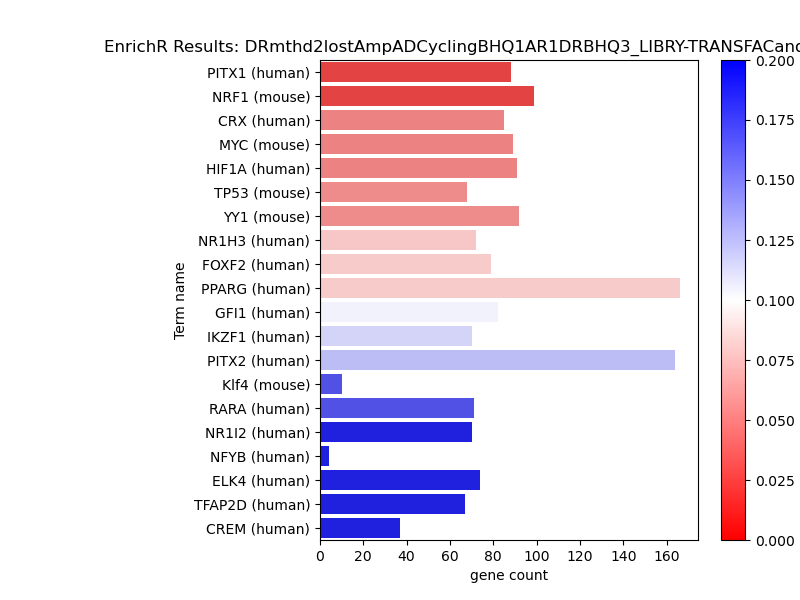 EnrichR Results: DRmthd2lostAmpADCyclingBHQ1AR1DRBHQ3_LIBRY-TRANSFACand
PITX1 (human)
NRF1 (mouse)
CRX (human)
MYC (mouse)
HIF1A (human)
TP53 (mouse)
YY1 (mouse)
NR1H3 (human)
FOXF2 (human)
PPARG (human)
GFI1 (human)
IKZF1 (human)
PITX2 (human)
Klf4 (mouse)
RARA (human)
NR1I2 (human)
NFYB (human)
ELK4 (human)
TFAP2D (human)
CREM (human)
Term name
0 20 40 60 80 100 120 140 160
gene count
0.200
0.175
0.150
0.125
0.100
0.075
0.050
0.025
0.000